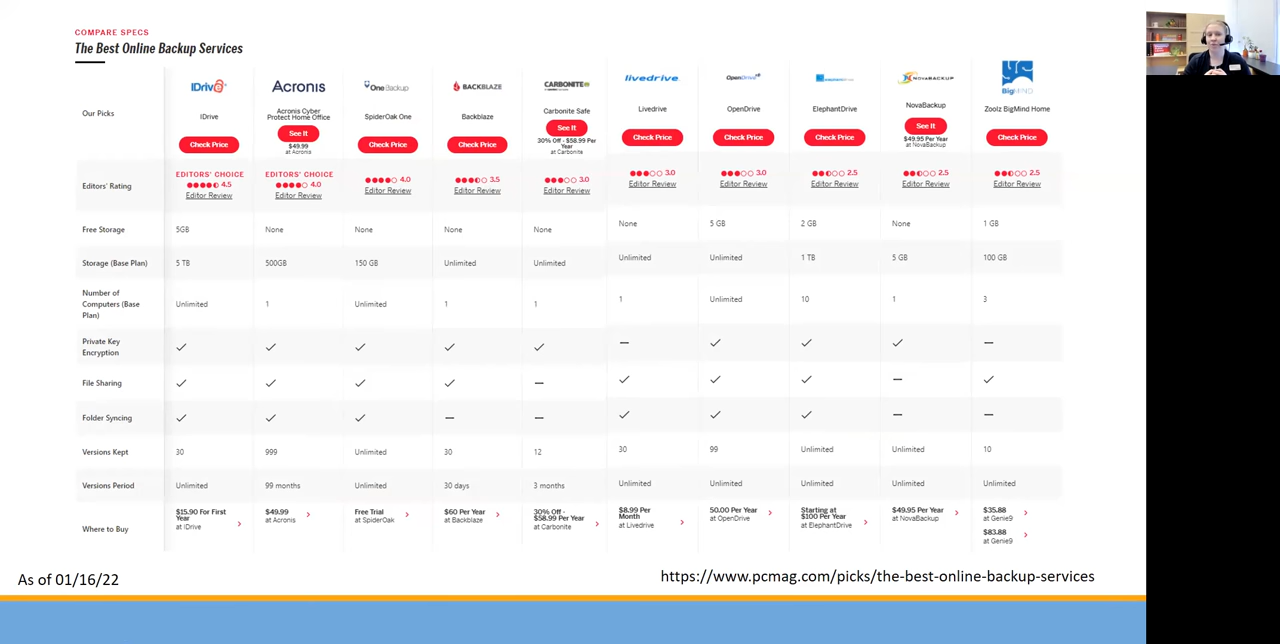 COMPARE SPECS
The Best Online Backup Services
IDrive® Acronis One Backup BACKBLAZE CARBONITE livedrive OpenDrive NOVABACKUP BigMIND
Our Picks
IDrive
Acronis Cyber
Protect Home Office
SpiderOak One
Backblaze
Carbonite Safe
Livedrive
OpenDrive
ElephantDrive
NovaBackup
Zoolz BigMind Home
Check Price
See It
$49.99
at Acronis
Check Price
Check Price
See It
30% Off - $58.99 Per
Year
at Carbonite
Check Price
Check Price
Check Price
See It
$49.95 Per Year
at NovaBackup
Check Price
Editors' Rating
EDITORS' CHOICE
4.5
Editor Review
EDITORS' CHOICE
4.0
Editor Review
4.0
Editor Review
3.5
Editor Review
3.0
Editor Review
3.0
Editor Review
3.0
Editor Review
2.5
Editor Review
2.5
Editor Review
2.5
Editor Review
Free Storage 5GB None None None None None 5 GB 2 GB None 1 GB
Storage (Base Plan) 5 TB 500GB 150 GB Unlimited Unlimited Unlimited Unlimited 1 TB 5 GB 100 GB
Number of
Computers (Base
Plan)
Unlimited 1 Unlimited 1 1 1 Unlimited 10 1 3
Private Key
Encryption
File Sharing
Folder Syncing
Versions Kept 30 999 Unlimited 30 12 30 99 Unlimited Unlimited 10
Versions Period Unlimited 99 months Unlimited 30 days 3 months Unlimited Unlimited Unlimited Unlimited Unlimited
Where to Buy
$15.90 For First
Year
at IDrive
$49.99
at Acronis
Free Trial
at SpiderOak
$60 Per Year
at Backblaze
30% Off -
$58.99 Per Year
at Carbonite
$8.99 Per
Month
at Livedrive
50.00 Per Year
at OpenDrive
Starting at
$100 Per Year
at ElephantDrive
$49.95 Per Year
at NovaBackup
$35.88
at Genie9
$83.88
at Genie9
As of 01/16/22
https://www.pcmag.com/picks/the-best-online-backup-services